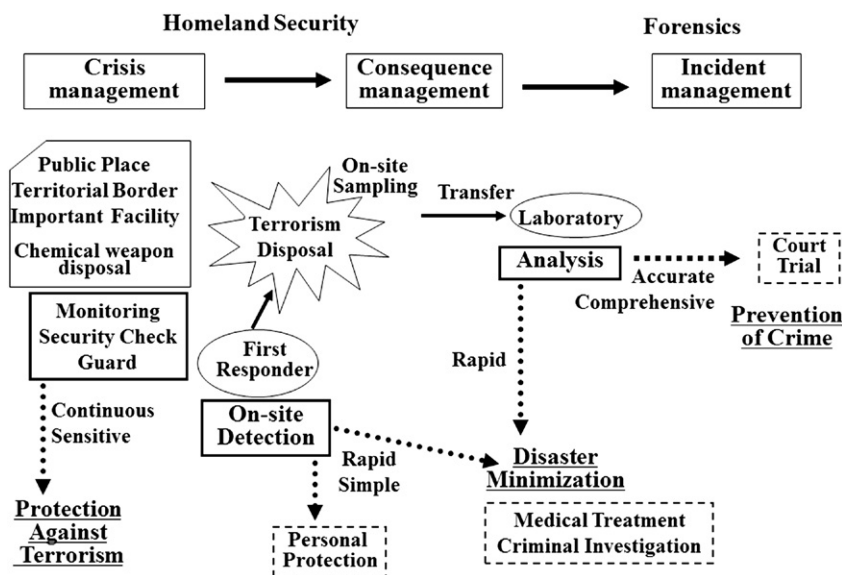 Homeland Security
Forensics
Crisis
management
Consequence
management
Incident
management
Public Place
Territorial Border
Important Facility
Chemical weapon
disposal
Monitoring
Security Check
Guard
Continuous
Sensitive
Protection
Against
Terrorism
On-site
Sampling
Terrorism
Disposal
First
Responder
On-site
Detection
Rapid
Simple
Personal
Protection
Transfer
Laboratory
Analysis
Accurate
Comprehensive
Court
Trial
Prevention
of Crime
Rapid
Disaster
Minimization
Medical Treatment
Criminal Investigation